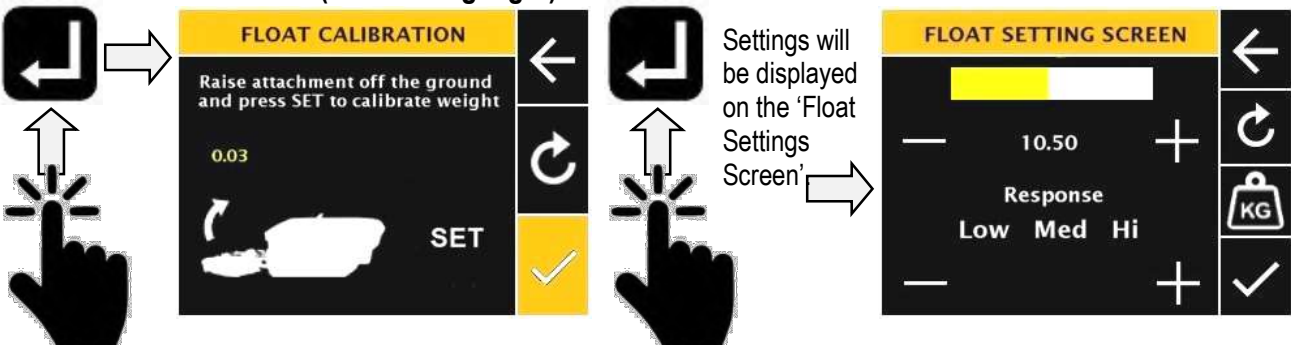 FLOAT CALIBRATION
Raise attachment off the ground
and press SET to calibrate weight
0.03
SET
Settings will
be displayed
on the ‘Float
Settings
Screen’
FLOAT SETTING SCREEN
10.50
Response
Low Med Hi
KG